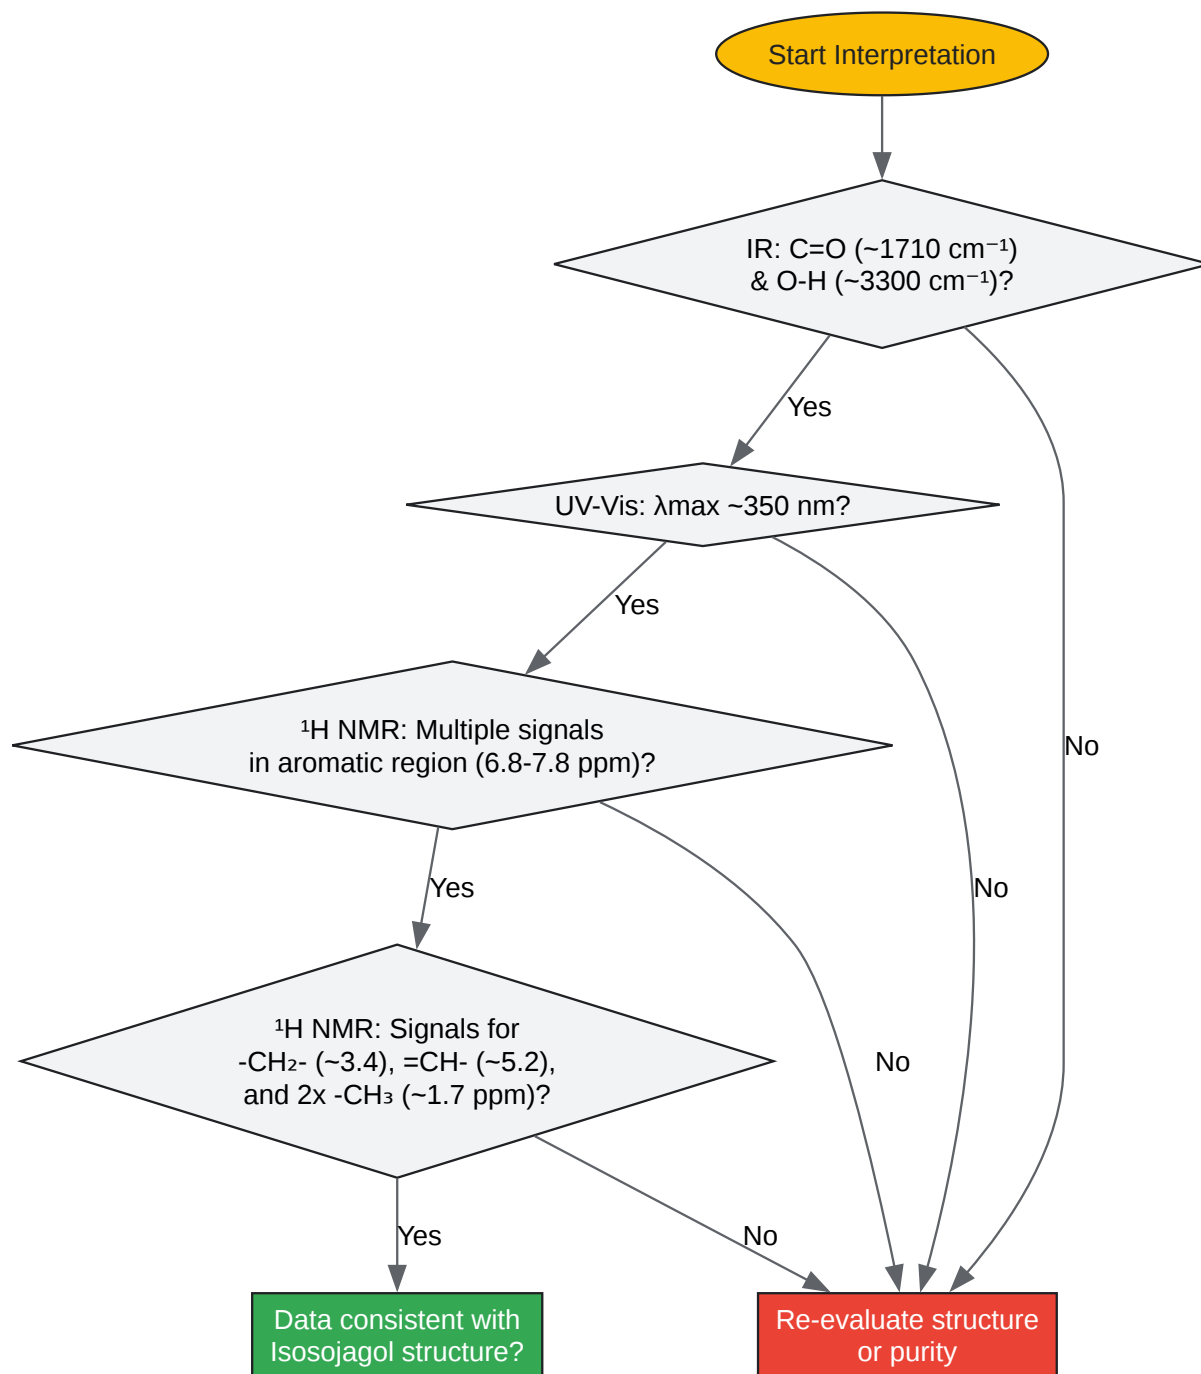 Start Interpretation
IR: C=O (~1710 cm⁻¹)
& O-H (~3300 cm⁻¹)?
Yes
UV-Vis: λmax ~350 nm?
Yes
¹H NMR: Multiple signals
in aromatic region (6.8-7.8 ppm)?
No
Yes
No
¹H NMR: Signals for
-CH₂- (~3.4), =CH- (~5.2),
and 2x -CH₃ (~1.7 ppm)?
No
Yes
No
Data consistent with
Isosojagol structure?
Re-evaluate structure
or purity